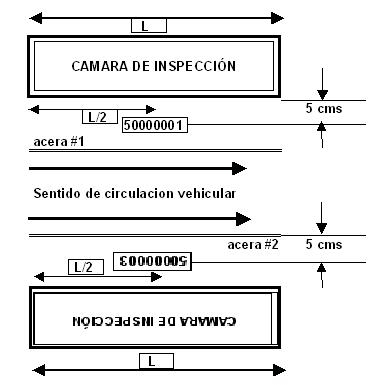 L
CAMARA DE INSPECCIÓN
L/2
5 cms
50000001
acera #1
Sentido de circulacion vehicular
acera #2
5 cms
50000003
L/2
CAMARA DE INSPECCIÓN
L